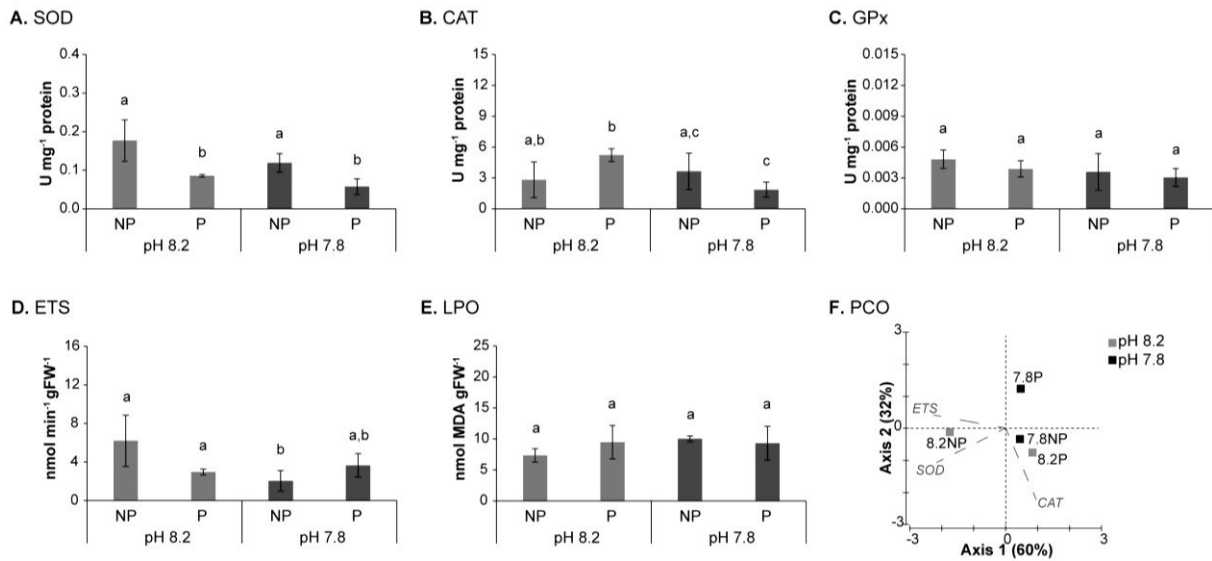 A. SOD
U mg⁻¹ protein
0.4
0.3
0.2
0.1
0.0
a
b
a
b
NP P NP P
pH 8.2 pH 7.8
B. CAT
U mg⁻¹ protein
15
12
9
6
3
0
a,b
b
a,c
c
NP P NP P
pH 8.2 pH 7.8
C. GPx
U mg⁻¹ protein
0.015
0.012
0.009
0.006
0.003
0.000
a
a
a
a
NP P NP P
pH 8.2 pH 7.8
D. ETS
nmol min⁻¹ gFW⁻¹
16
12
8
4
0
a
a
b
a,b
NP P NP P
pH 8.2 pH 7.8
E. LPO
nmol MDA gFW⁻¹
25
20
15
10
5
0
a
a
a
a
NP P NP P
pH 8.2 pH 7.8
F. PCO
Axis 2 (32%)
3
0
-3
pH 8.2
pH 7.8
7.8P
ETS
8.2NP
7.8NP
8.2P
SOD
CAT
-3 0 3
Axis 1 (60%)